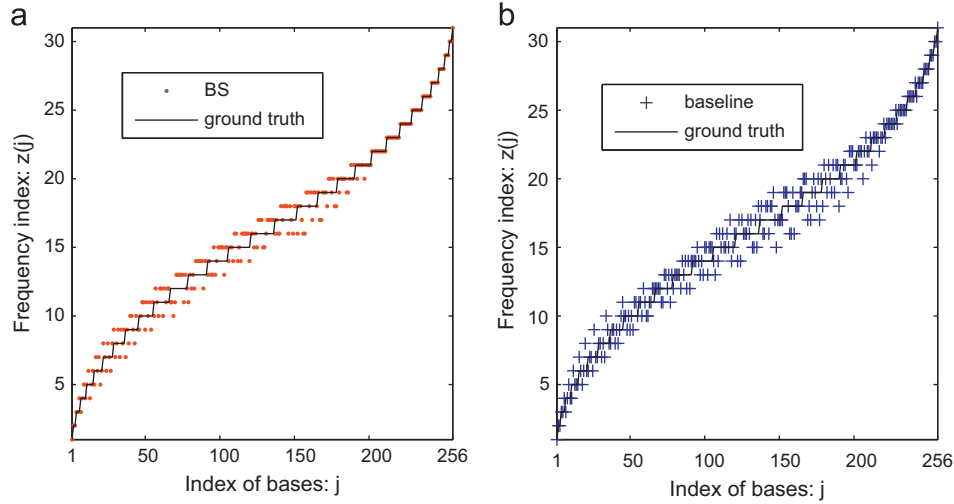 a
Frequency index: z(j)
30
25
20
15
10
5
1
50
100
150
200
256
Index of bases: j
BS
ground truth
b
Frequency index: z(j)
30
25
20
15
10
5
1
50
100
150
200
256
Index of bases: j
baseline
ground truth